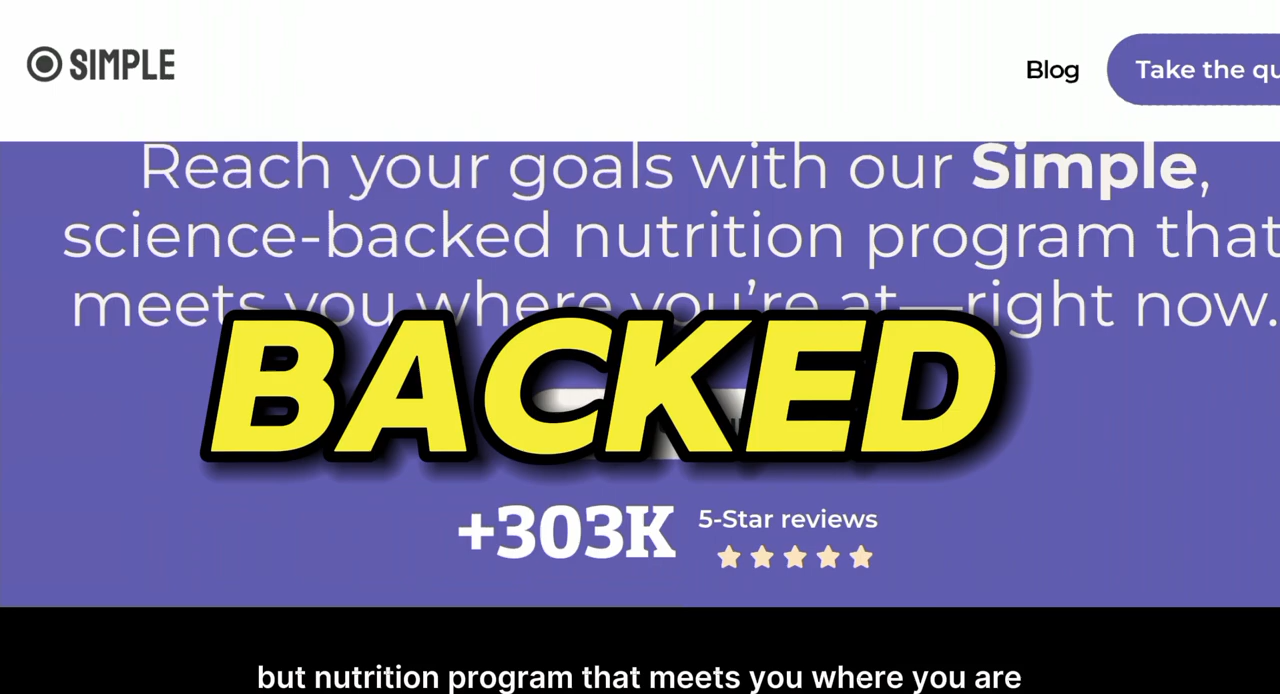 SIMPLE
Blog
Take the qu
Reach your goals with our Simple,
science-backed nutrition program that
meets you where you're at—right now.
BACKED
+303K
5-Star reviews
but nutrition program that meets you where you are